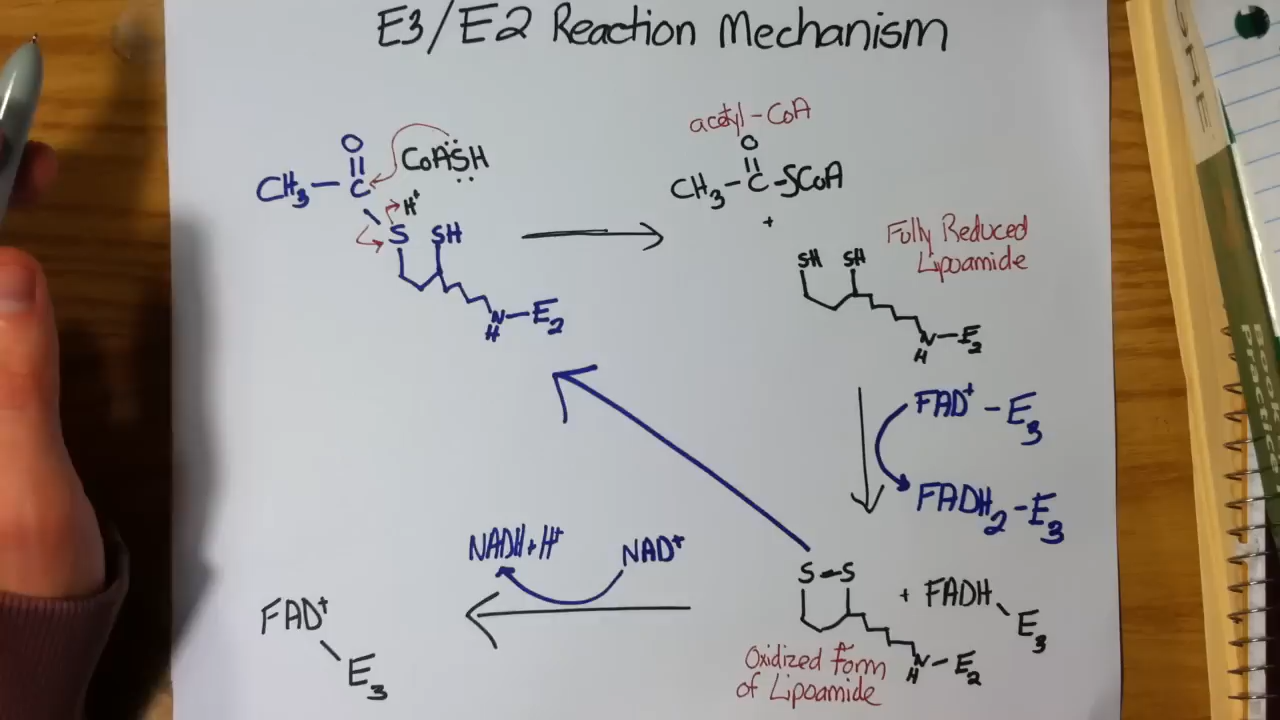 E3/E2 Reaction Mechanism
acetyl-CoA
O
CoASH
CH3-C
H+
S SH
N-E2
H
O
CH3-C-SCoA
+
Fully Reduced
Lipoamide
SH SH
N-E2
H
FAD+-E3
FADH2-E3
NADH+H+
NAD+
S-S
+ FADH
E3
N-E2
H
Oxidized form
of Lipoamide
FAD+
E3